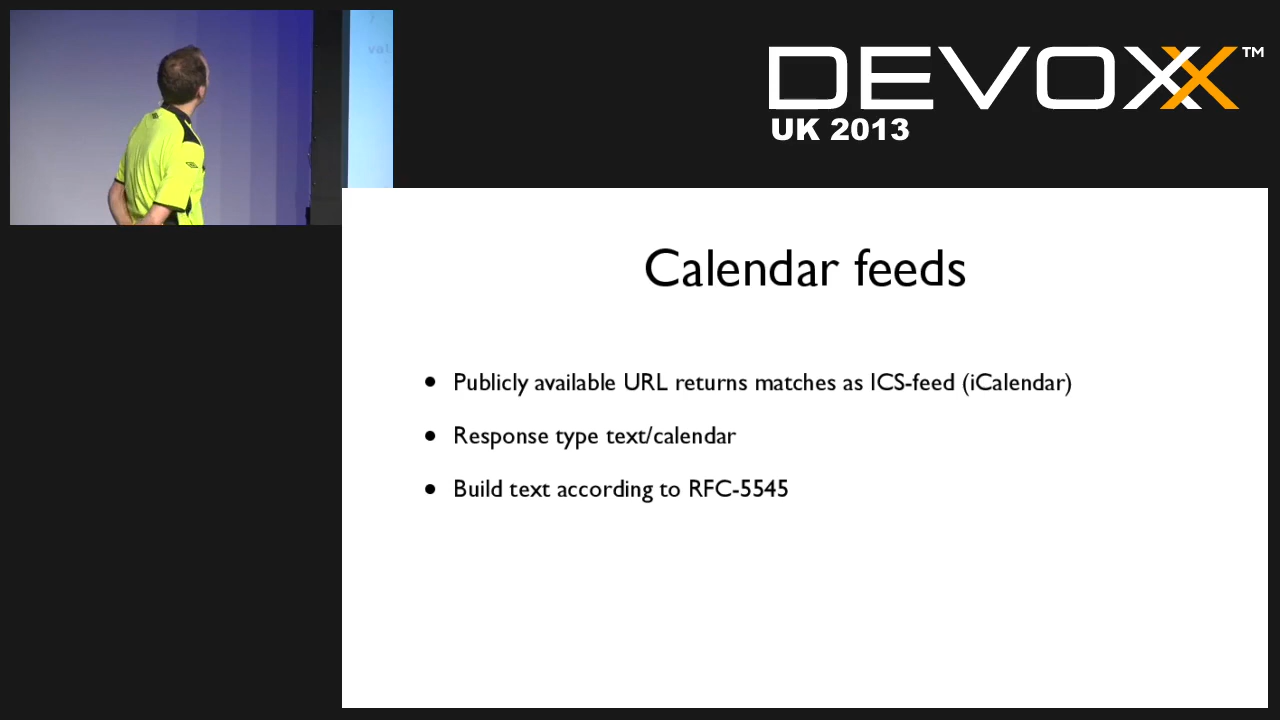 DEVOXX™
UK 2013
val
Calendar feeds
• Publicly available URL returns matches as ICS-feed (iCalendar)
• Response type text/calendar
• Build text according to RFC-5545